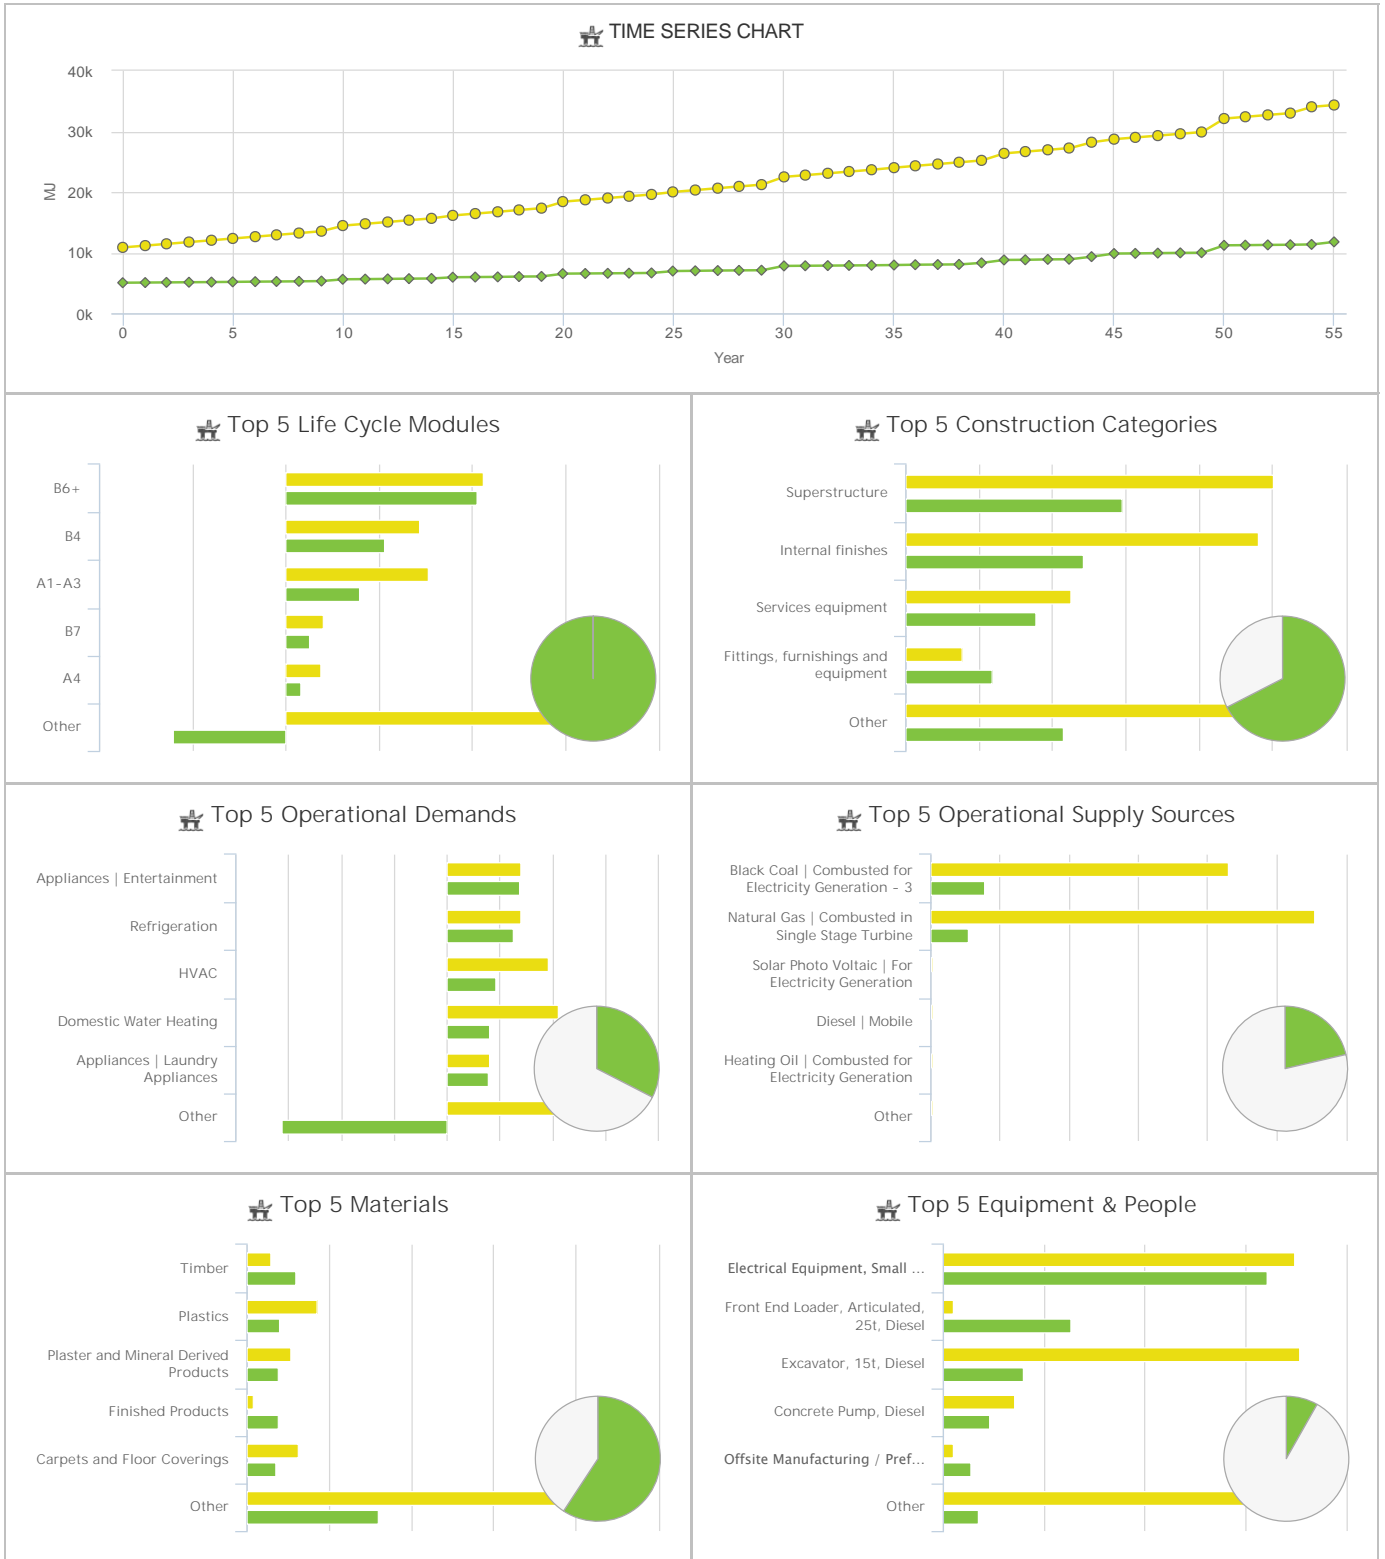 TIME SERIES CHART
40k
30k
20k
10k
0k
MJ
0 5 10 15 20 25 30 35 40 45 50 55
Year
Top 5 Life Cycle Modules
B6+
B4
A1-A3
B7
A4
Other
Top 5 Construction Categories
Superstructure
Internal finishes
Services equipment
Fittings, furnishings and
equipment
Other
Top 5 Operational Demands
Appliances | Entertainment
Refrigeration
HVAC
Domestic Water Heating
Appliances | Laundry
Appliances
Other
Top 5 Operational Supply Sources
Black Coal | Combusted for
Electricity Generation - 3
Natural Gas | Combusted in
Single Stage Turbine
Solar Photo Voltaic | For
Electricity Generation
Diesel | Mobile
Heating Oil | Combusted for
Electricity Generation
Other
Top 5 Materials
Timber
Plastics
Plaster and Mineral Derived
Products
Finished Products
Carpets and Floor Coverings
Other
Top 5 Equipment & People
Electrical Equipment, Small ...
Front End Loader, Articulated,
25t, Diesel
Excavator, 15t, Diesel
Concrete Pump, Diesel
Offsite Manufacturing / Pref...
Other